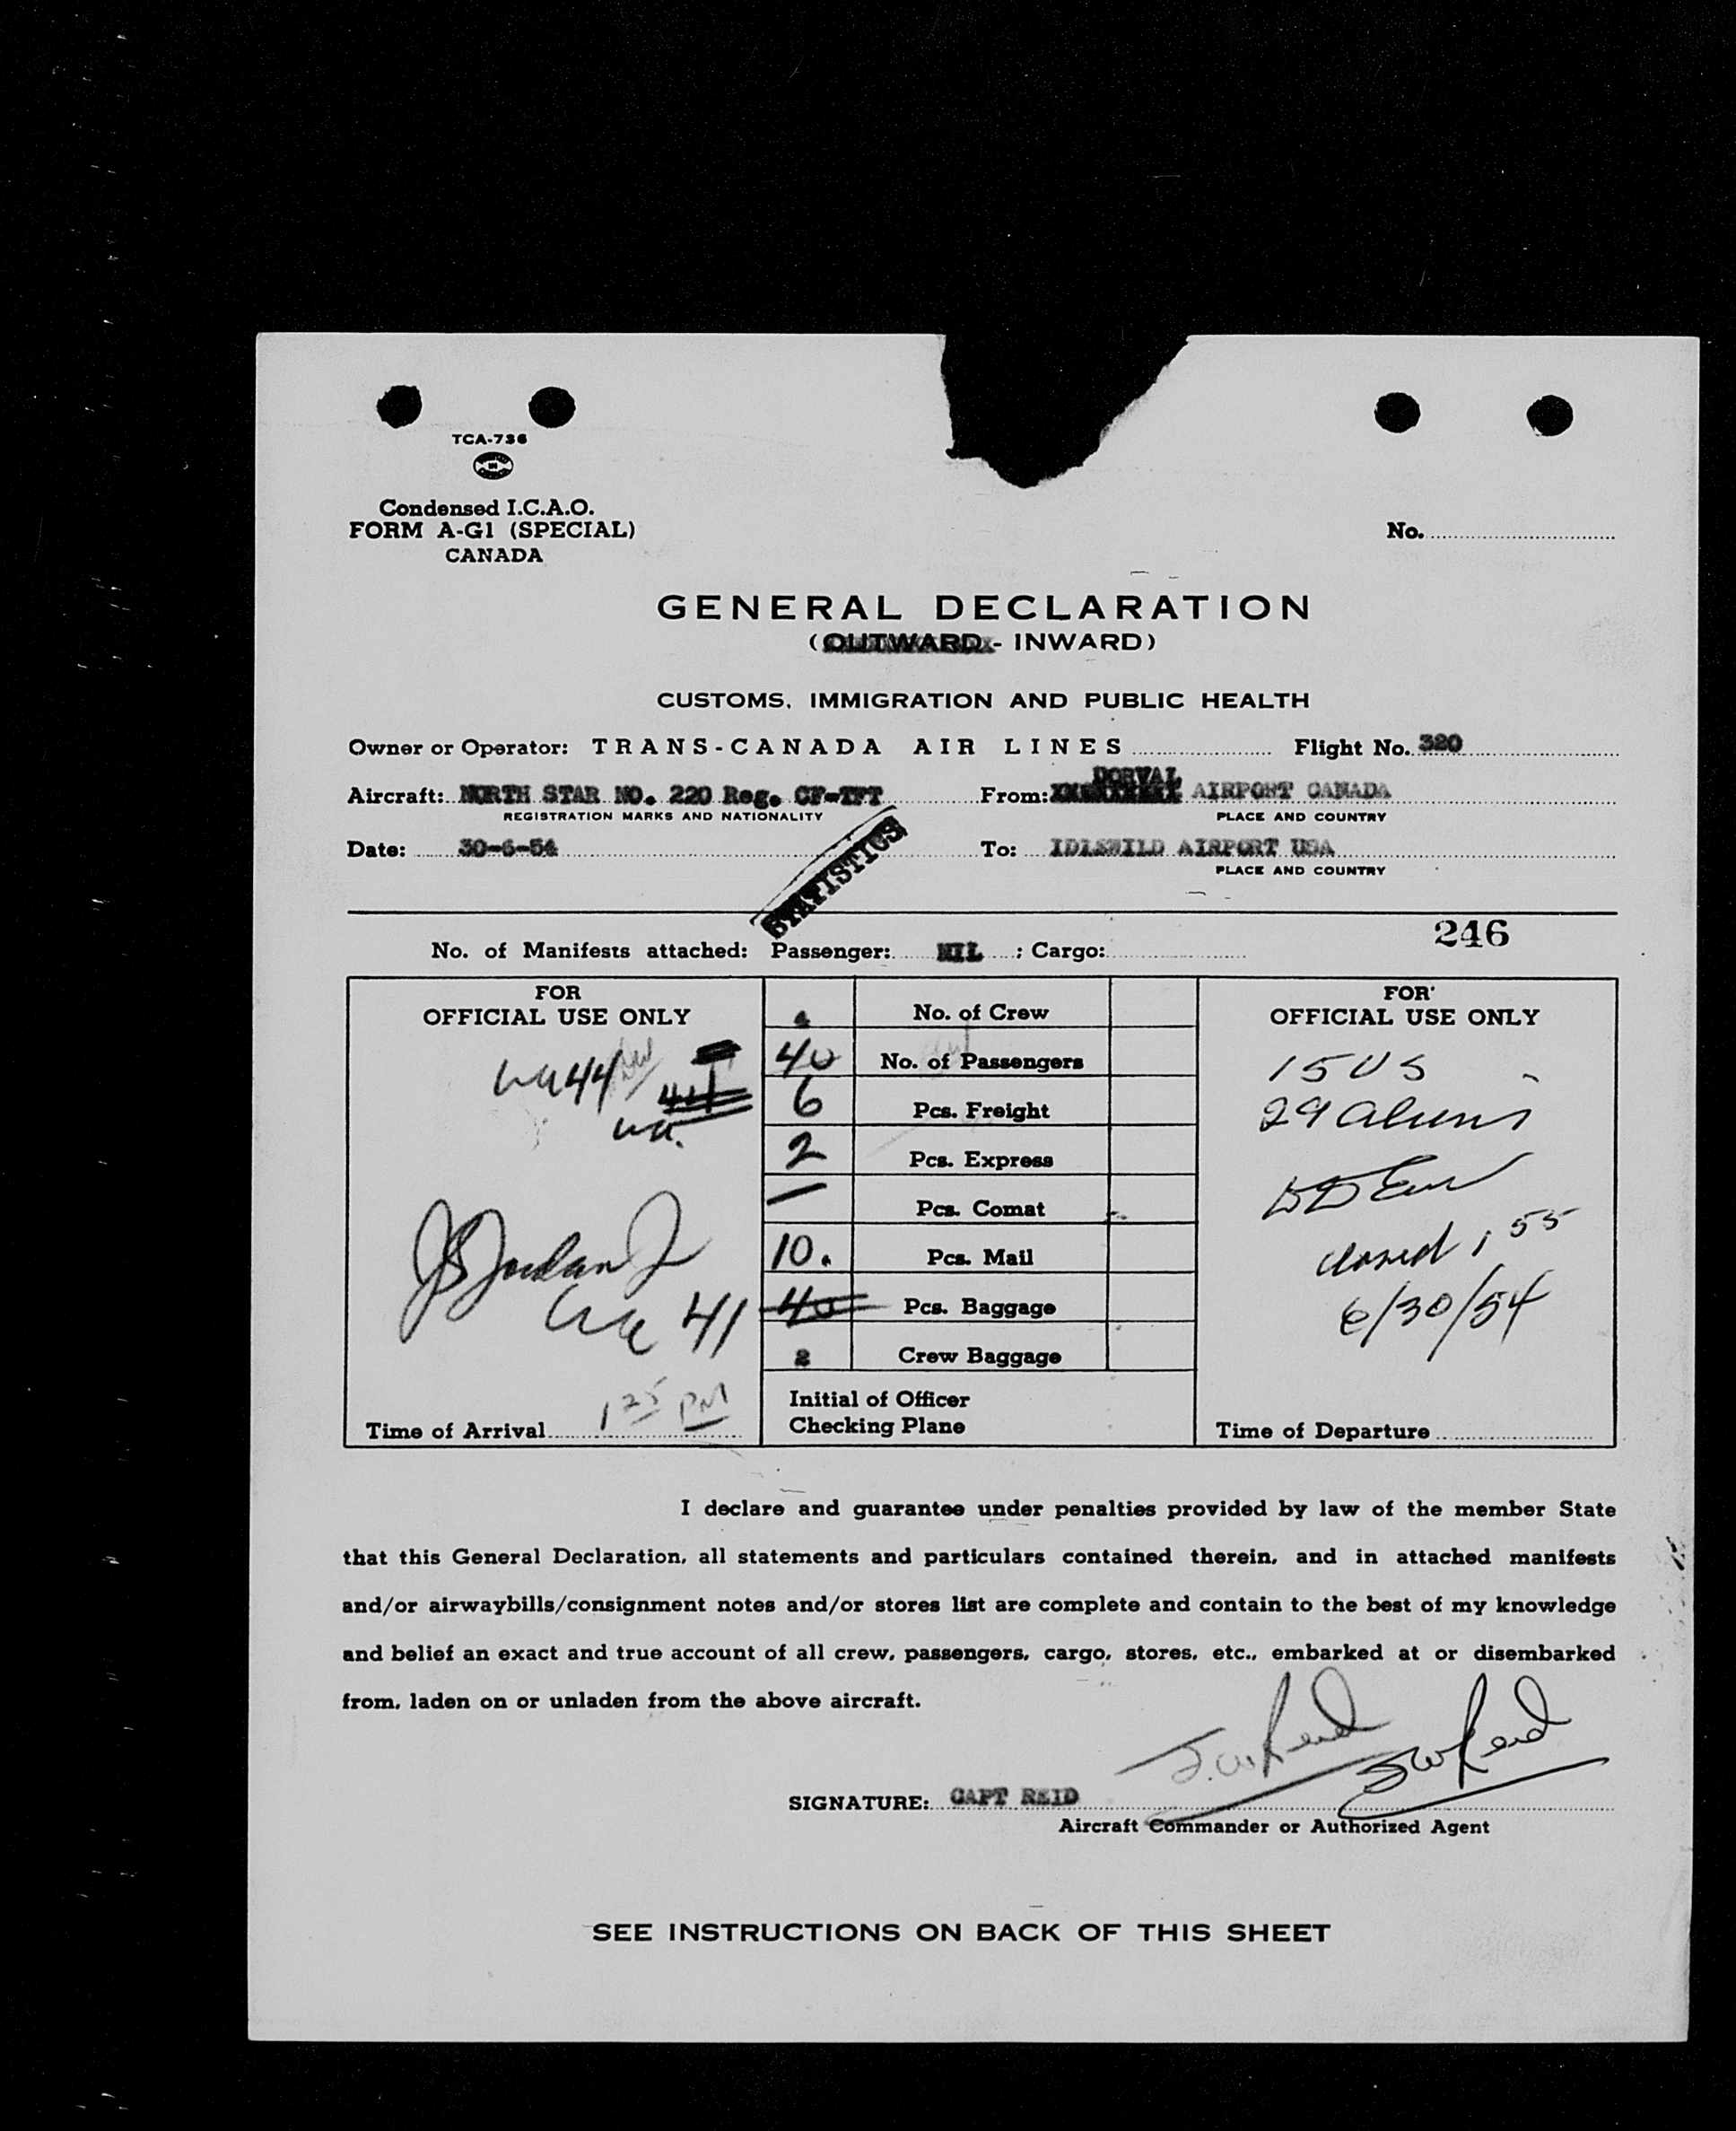 TCA-736
Condensed I.C.A.O.
FORM A-G1 (SPECIAL)
CANADA
No.
GENERAL DECLARATION
(OUTWARD - INWARD)
CUSTOMS, IMMIGRATION AND PUBLIC HEALTH
Owner or Operator: TRANS-CANADA AIR LINES Flight No. 320
Aircraft: NORTH STAR NO. 220 Reg. CF-TFT From: DORVAL AIRPORT CANADA
REGISTRATION MARKS AND NATIONALITY PLACE AND COUNTRY
Date: 30-6-54 To: IDLEWILD AIRPORT USA
PLACE AND COUNTRY
STATISTICS
246
No. of Manifests attached: Passenger: NIL ; Cargo:
FOR OFFICIAL USE ONLY
44
41
Time of Arrival 1 25 PM
4 No. of Crew
40 No. of Passengers
6 Pcs. Freight
2 Pcs. Express
— Pcs. Comat
10. Pcs. Mail
40 Pcs. Baggage
2 Crew Baggage
Initial of Officer
Checking Plane
FOR OFFICIAL USE ONLY
15 US
29 aliens
closed 1 55
6/30/54
Time of Departure
I declare and guarantee under penalties provided by law of the member State
that this General Declaration, all statements and particulars contained therein, and in attached manifests
and/or airwaybills/consignment notes and/or stores list are complete and contain to the best of my knowledge
and belief an exact and true account of all crew, passengers, cargo, stores, etc., embarked at or disembarked
from, laden on or unladen from the above aircraft.
SIGNATURE: CAPT REID
Aircraft Commander or Authorized Agent
SEE INSTRUCTIONS ON BACK OF THIS SHEET